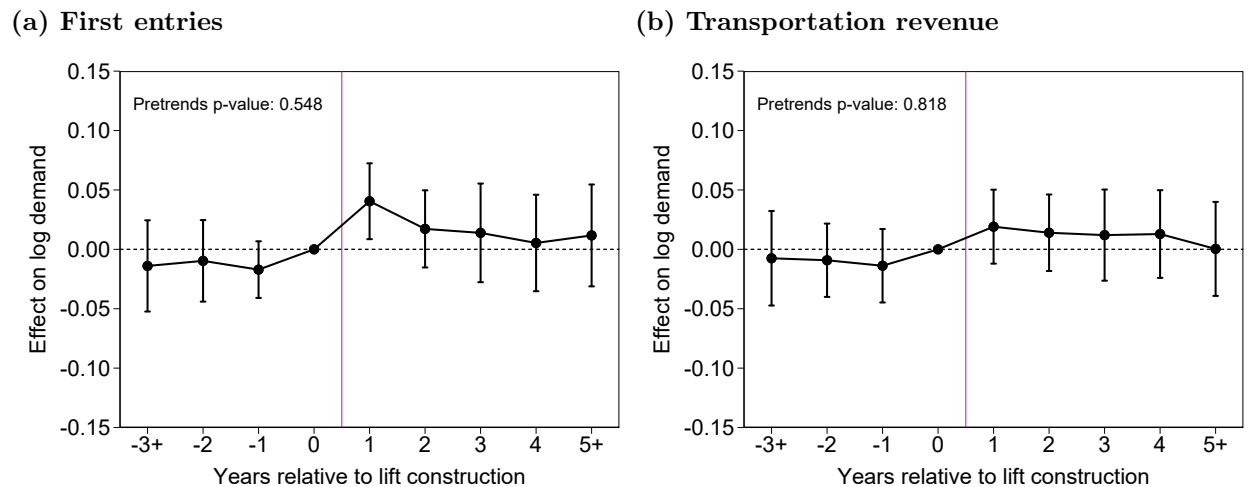 (a) First entries
0.15
0.10
0.05
0.00
-0.05
-0.10
-0.15
Effect on log demand
Pretrends p-value: 0.548
-3+ -2 -1 0 1 2 3 4 5+
Years relative to lift construction
(b) Transportation revenue
0.15
0.10
0.05
0.00
-0.05
-0.10
-0.15
Effect on log demand
Pretrends p-value: 0.818
-3+ -2 -1 0 1 2 3 4 5+
Years relative to lift construction